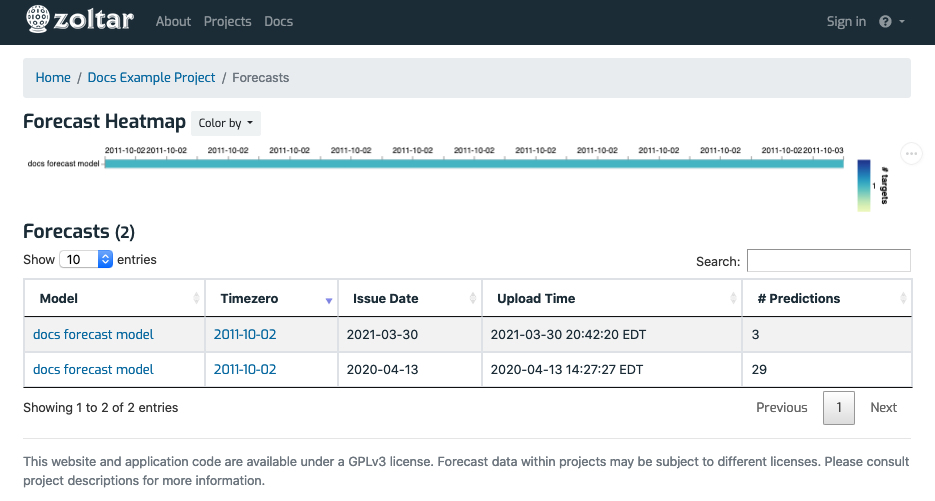 zoltar About Projects Docs Sign in ?
Home / Docs Example Project / Forecasts
Forecast Heatmap Color by
2011-10-02 2011-10-02 2011-10-02 2011-10-02 2011-10-02 2011-10-02 2011-10-02 2011-10-02 2011-10-02 2011-10-02 2011-10-02 2011-10-02 2011-10-03
docs forecast model
1
# targets
Forecasts (2)
Show 10 entries Search:
Model Timezero Issue Date Upload Time # Predictions
docs forecast model 2011-10-02 2021-03-30 2021-03-30 20:42:20 EDT 3
docs forecast model 2011-10-02 2020-04-13 2020-04-13 14:27:27 EDT 29
Showing 1 to 2 of 2 entries Previous 1 Next
This website and application code are available under a GPLv3 license. Forecast data within projects may be subject to different licenses. Please consult
project descriptions for more information.